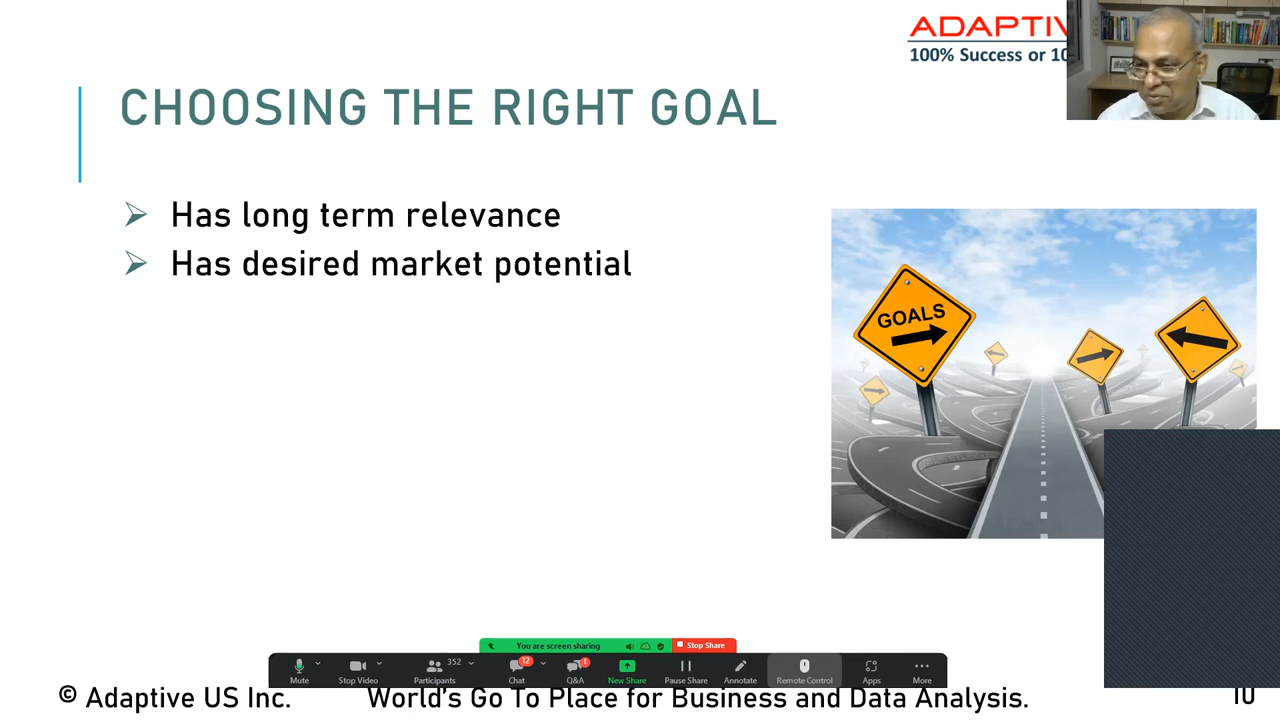 ADAPTIV
100% Success or 10
CHOOSING THE RIGHT GOAL
Has long term relevance
Has desired market potential
GOALS
You are screen sharing
Stop Share
352
12
1
Mute
Stop Video
Participants
Chat
Q&A
New Share
Pause Share
Annotate
Remote Control
Apps
More
© Adaptive US Inc.
World's Go To Place for Business and Data Analysis.
10